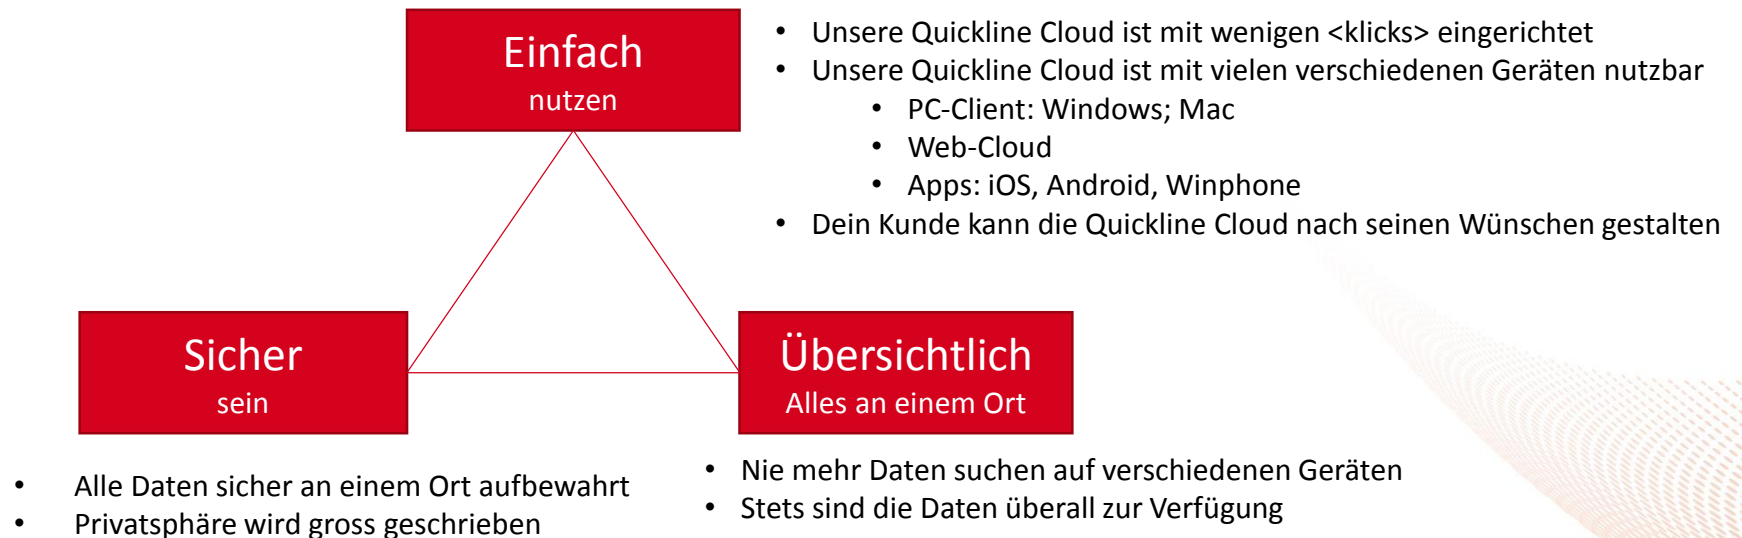 Einfach
nutzen
• Unsere Quickline Cloud ist mit wenigen <klicks> eingerichtet
• Unsere Quickline Cloud ist mit vielen verschiedenen Geräten nutzbar
• PC-Client: Windows; Mac
• Web-Cloud
• Apps: iOS, Android, Winphone
• Dein Kunde kann die Quickline Cloud nach seinen Wünschen gestalten
Sicher
sein
Übersichtlich
Alles an einem Ort
• Alle Daten sicher an einem Ort aufbewahrt
• Privatsphäre wird gross geschrieben
• Nie mehr Daten suchen auf verschiedenen Geräten
• Stets sind die Daten überall zur Verfügung